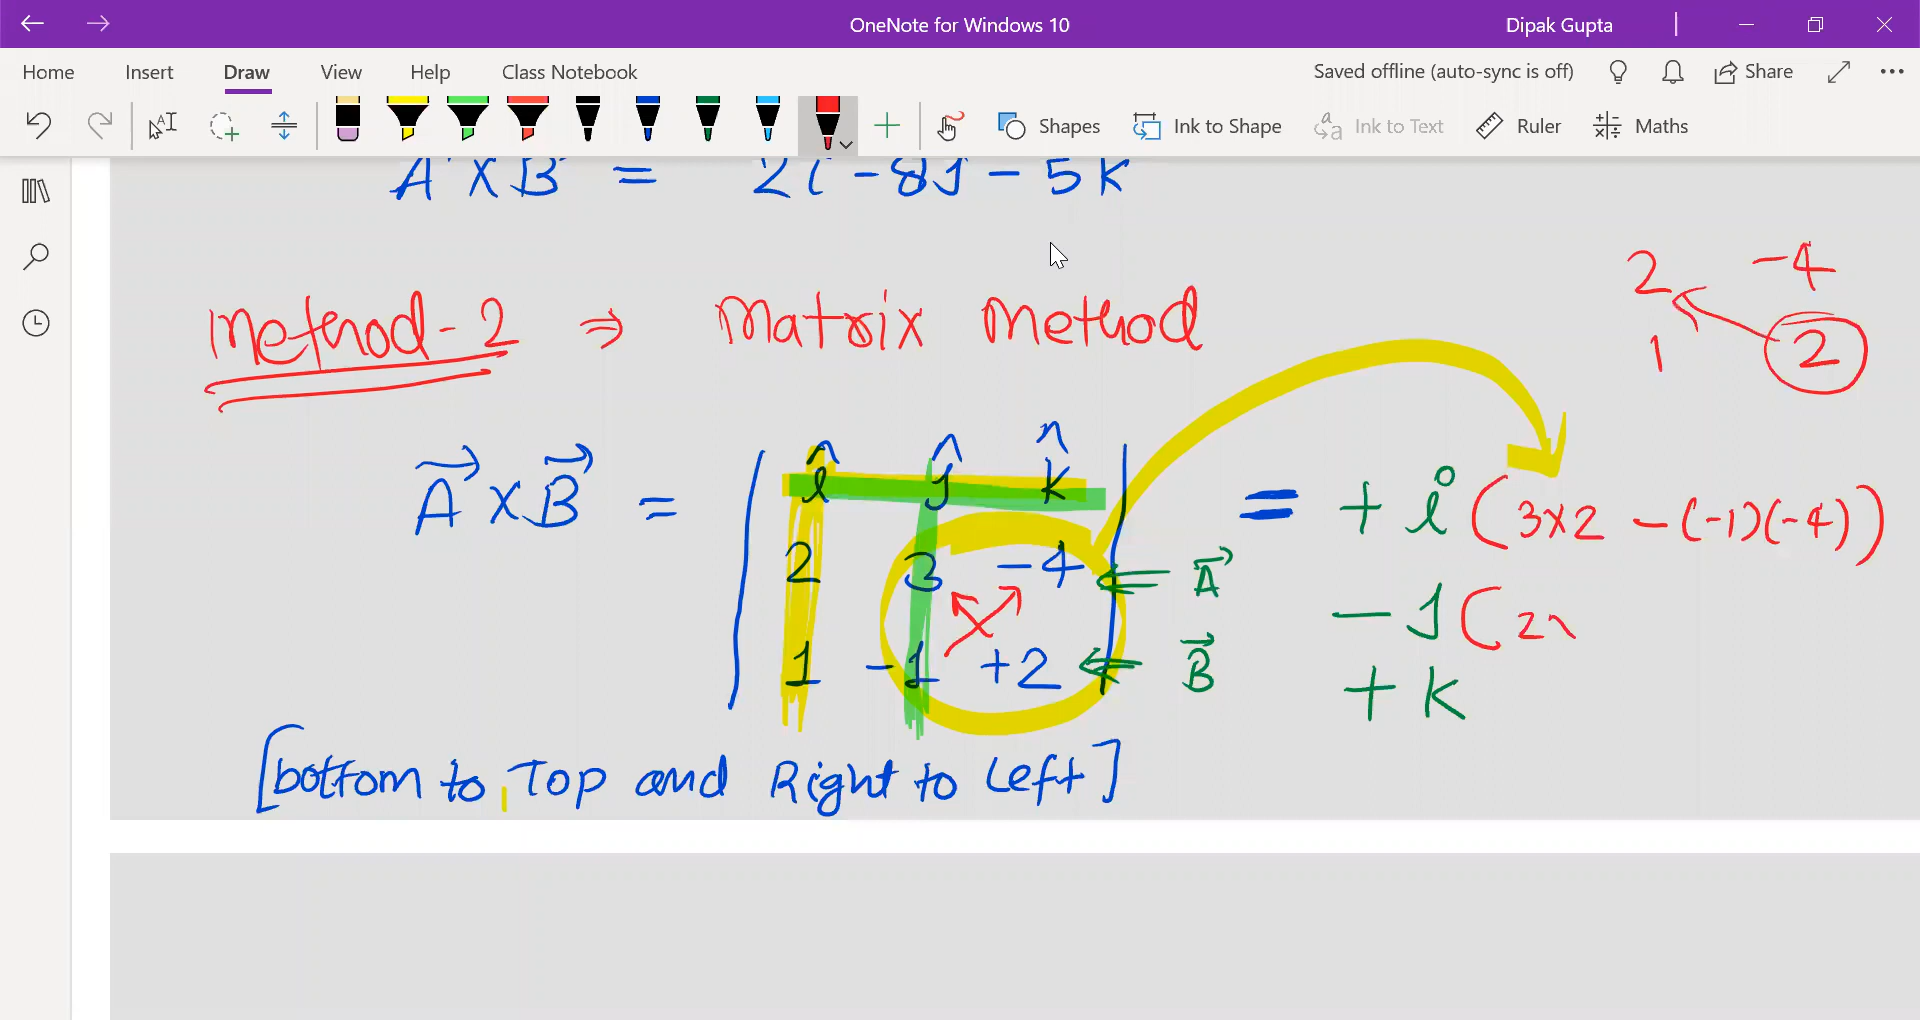 OneNote for Windows 10
Dipak Gupta
Home Insert Draw View Help Class Notebook
Saved offline (auto-sync is off) Share
Shapes Ink to Shape Ink to Text Ruler Maths
A X B = 2i - 8j - 5k
2 -4
1 2
Method-2 ⇒ Matrix Method
î ĵ k̂
A⃗ X B⃗ = = + i (3x2 - (-1)(-4))
2 3 -4 ⇐ A⃗
- j (2x
1 -1 +2 ⇐ B⃗
+ k
[bottom to Top and Right to Left]